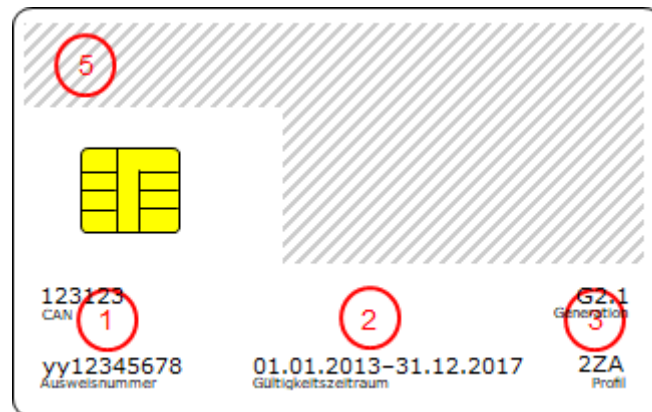 5
123123 G2.1
CAN 1 2 Generation 3
yy12345678 01.01.2013–31.12.2017 2ZA
Ausweisnummer Gültigkeitszeitraum Profil